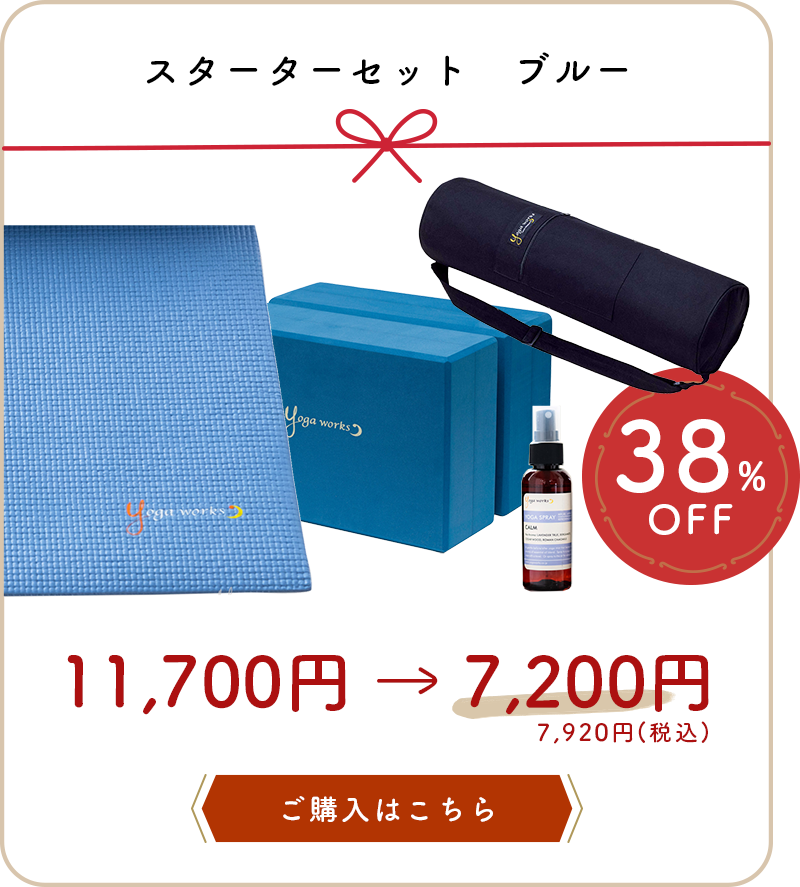 スターターセット　ブルー
yoga works
yoga works
yoga works
38%
OFF
yoga works
YOGA SPRAY
CALM
11,700円 → 7,200円
7,920円(税込)
ご購入はこちら